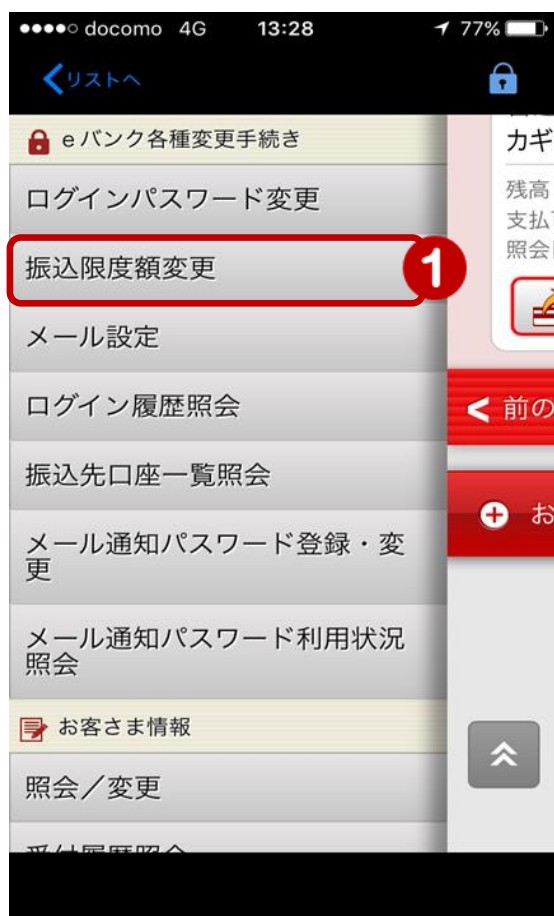 docomo 4G 13:28 77%
リストへ
eバンク各種変更手続き
カギ
ログインパスワード変更
残高
支払
照会
振込限度額変更
1
メール設定
ログイン履歴照会
前の
振込先口座一覧照会
お
メール通知パスワード登録・変
更
メール通知パスワード利用状況
照会
お客さま情報
照会／変更